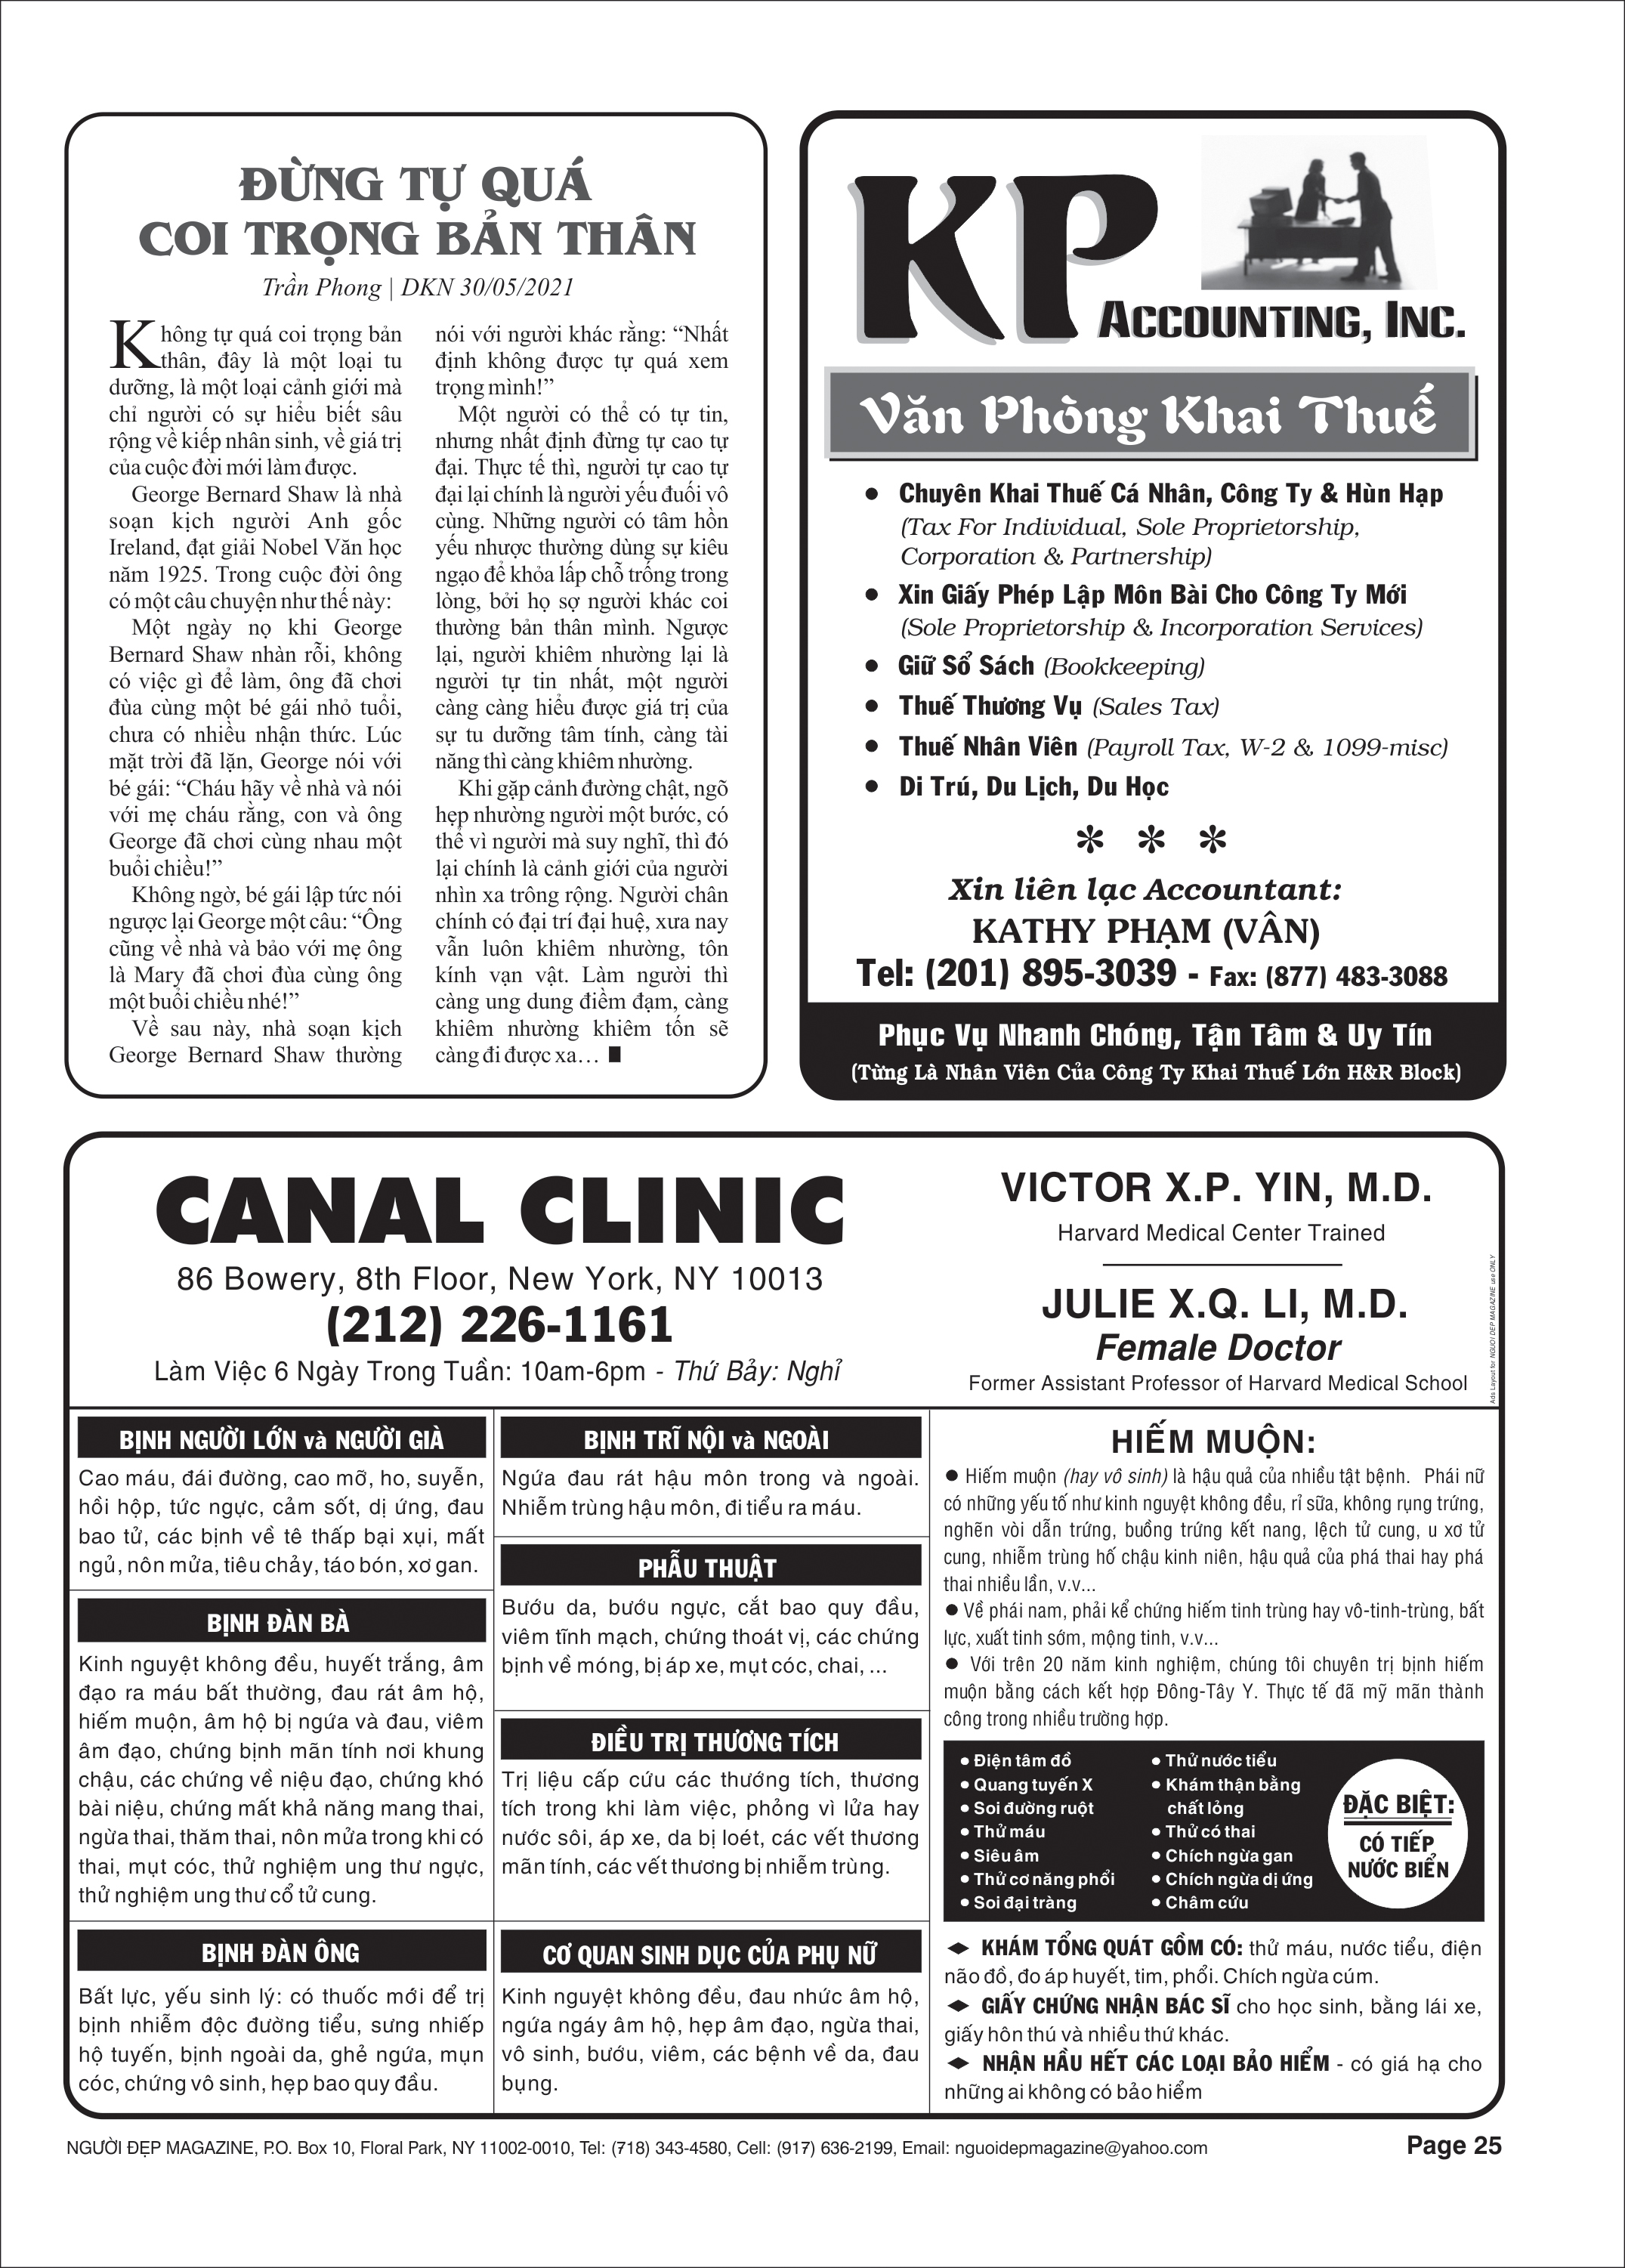 ĐỪNG TỰ QUÁ
COI TRỌNG BẢN THÂN
Trần Phong | DKN 30/05/2021
Không tự quá coi trọng bản
thân, đây là một loại tu
dưỡng, là một loại cảnh giới mà
chỉ người có sự hiểu biết sâu
rộng về kiếp nhân sinh, về giá trị
của cuộc đời mới làm được.
George Bernard Shaw là nhà
soạn kịch người Anh gốc
Ireland, đạt giải Nobel Văn học
năm 1925. Trong cuộc đời ông
có một câu chuyện như thế này:
Một ngày nọ khi George
Bernard Shaw nhàn rỗi, không
có việc gì để làm, ông đã chơi
đùa cùng một bé gái nhỏ tuổi,
chưa có nhiều nhận thức. Lúc
mặt trời đã lặn, George nói với
bé gái: “Cháu hãy về nhà và nói
với mẹ cháu rằng, con và ông
George đã chơi cùng nhau một
buổi chiều!”
Không ngờ, bé gái lập tức nói
ngược lại George một câu: “Ông
cũng về nhà và bảo với mẹ ông
là Mary đã chơi đùa cùng ông
một buổi chiều nhé!”
Về sau này, nhà soạn kịch
George Bernard Shaw thường
nói với người khác rằng: “Nhất
định không được tự quá xem
trọng mình!”
Một người có thể có tự tin,
nhưng nhất định đừng tự cao tự
đại. Thực tế thì, người tự cao tự
đại lại chính là người yếu đuối vô
cùng. Những người có tâm hồn
yếu nhược thường dùng sự kiêu
ngạo để khỏa lấp chỗ trống trong
lòng, bởi họ sợ người khác coi
thường bản thân mình. Ngược
lại, người khiêm nhường lại là
người tự tin nhất, một người
càng càng hiểu được giá trị của
sự tu dưỡng tâm tính, càng tài
năng thì càng khiêm nhường.
Khi gặp cảnh đường chật, ngõ
hẹp nhường người một bước, có
thể vì người mà suy nghĩ, thì đó
lại chính là cảnh giới của người
nhìn xa trông rộng. Người chân
chính có đại trí đại huệ, xưa nay
vẫn luôn khiêm nhường, tôn
kính vạn vật. Làm người thì
càng ung dung điềm đạm, càng
khiêm nhường khiêm tốn sẽ
càng đi được xa… ■
KP
ACCOUNTING, INC.
Văn Phòng Khai Thuế
• Chuyên Khai Thuế Cá Nhân, Công Ty & Hùn Hạp
(Tax For Individual, Sole Proprietorship,
Corporation & Partnership)
• Xin Giấy Phép Lập Môn Bài Cho Công Ty Mới
(Sole Proprietorship & Incorporation Services)
• Giữ Sổ Sách (Bookkeeping)
• Thuế Thương Vụ (Sales Tax)
• Thuế Nhân Viên (Payroll Tax, W-2 & 1099-misc)
• Di Trú, Du Lịch, Du Học
* * *
Xin liên lạc Accountant:
KATHY PHẠM (VÂN)
Tel: (201) 895-3039 - Fax: (877) 483-3088
Phục Vụ Nhanh Chóng, Tận Tâm & Uy Tín
(Từng Là Nhân Viên Của Công Ty Khai Thuế Lớn H&R Block)
CANAL CLINIC
86 Bowery, 8th Floor, New York, NY 10013
(212) 226-1161
Làm Việc 6 Ngày Trong Tuần: 10am-6pm - Thứ Bảy: Nghỉ
VICTOR X.P. YIN, M.D.
Harvard Medical Center Trained
JULIE X.Q. LI, M.D.
Female Doctor
Former Assistant Professor of Harvard Medical School
Ads Layout for NGUOI DEP MAGAZINE use ONLY
BỊNH NGƯỜI LỚN và NGƯỜI GIÀ
Cao máu, đái đường, cao mỡ, ho, suyễn,
hồi hộp, tức ngực, cảm sốt, dị ứng, đau
bao tử, các bịnh về tê thấp bại xụi, mất
ngủ, nôn mửa, tiêu chảy, táo bón, xơ gan.
BỊNH ĐÀN BÀ
Kinh nguyệt không đều, huyết trắng, âm
đạo ra máu bất thường, đau rát âm hộ,
hiếm muộn, âm hộ bị ngứa và đau, viêm
âm đạo, chứng bịnh mãn tính nơi khung
chậu, các chứng về niệu đạo, chứng khó
bài niệu, chứng mất khả năng mang thai,
ngừa thai, thăm thai, nôn mửa trong khi có
thai, mụt cóc, thử nghiệm ung thư ngực,
thử nghiệm ung thư cổ tử cung.
BỊNH ĐÀN ÔNG
Bất lực, yếu sinh lý: có thuốc mới để trị
bịnh nhiễm độc đường tiểu, sưng nhiếp
hộ tuyến, bịnh ngoài da, ghẻ ngứa, mụn
cóc, chứng vô sinh, hẹp bao quy đầu.
BỊNH TRĨ NỘI và NGOÀI
Ngứa đau rát hậu môn trong và ngoài.
Nhiễm trùng hậu môn, đi tiểu ra máu.
PHẪU THUẬT
Bướu da, bướu ngực, cắt bao quy đầu,
viêm tĩnh mạch, chứng thoát vị, các chứng
bịnh về móng, bị áp xe, mụt cóc, chai, ...
ĐIỀU TRỊ THƯƠNG TÍCH
Trị liệu cấp cứu các thướng tích, thương
tích trong khi làm việc, phỏng vì lửa hay
nước sôi, áp xe, da bị loét, các vết thương
mãn tính, các vết thương bị nhiễm trùng.
CƠ QUAN SINH DỤC CỦA PHỤ NỮ
Kinh nguyệt không đều, đau nhức âm hộ,
ngứa ngáy âm hộ, hẹp âm đạo, ngừa thai,
vô sinh, bướu, viêm, các bệnh về da, đau
bụng.
HIẾM MUỘN:
● Hiếm muộn (hay vô sinh) là hậu quả của nhiều tật bệnh. Phái nữ
có những yếu tố như kinh nguyệt không đều, rỉ sữa, không rụng trứng,
nghẽn vòi dẫn trứng, buồng trứng kết nang, lệch tử cung, u xơ tử
cung, nhiễm trùng hố chậu kinh niên, hậu quả của phá thai hay phá
thai nhiều lần, v.v...
● Về phái nam, phải kể chứng hiếm tinh trùng hay vô-tinh-trùng, bất
lực, xuất tinh sớm, mộng tinh, v.v...
● Với trên 20 năm kinh nghiệm, chúng tôi chuyên trị bịnh hiếm
muộn bằng cách kết hợp Đông-Tây Y. Thực tế đã mỹ mãn thành
công trong nhiều trường hợp.
● Điện tâm đồ
● Quang tuyến X
● Soi đường ruột
● Thử máu
● Siêu âm
● Thử cơ năng phổi
● Soi đại tràng
● Thử nước tiểu
● Khám thận bằng
chất lỏng
● Thử có thai
● Chích ngừa gan
● Chích ngừa dị ứng
● Châm cứu
ĐẶC BIỆT:
CÓ TIẾP
NƯỚC BIỂN
◆ KHÁM TỔNG QUÁT GỒM CÓ: thử máu, nước tiểu, điện
não đồ, đo áp huyết, tim, phổi. Chích ngừa cúm.
◆ GIẤY CHỨNG NHẬN BÁC SĨ cho học sinh, bằng lái xe,
giấy hôn thú và nhiều thứ khác.
◆ NHẬN HẦU HẾT CÁC LOẠI BẢO HIỂM - có giá hạ cho
những ai không có bảo hiểm
NGƯỜI ĐẸP MAGAZINE, P.O. Box 10, Floral Park, NY 11002-0010, Tel: (718) 343-4580, Cell: (917) 636-2199, Email: nguoidepmagazine@yahoo.com
Page 25